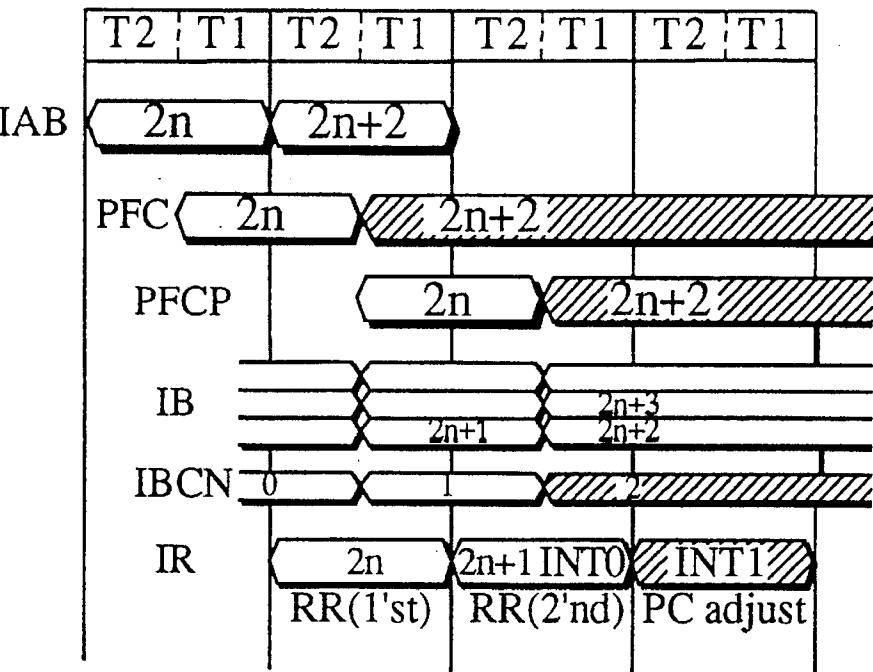 T2 T1 T2 T1 T2 T1 T2 T1
IAB 2n 2n+2
PFC 2n 2n+2
PFCP 2n 2n+2
IB 2n+3
2n+1 2n+2
IBCN 0 1 2
IR 2n 2n+1 INT0 INT1
RR(1'st) RR(2'nd) PC adjust